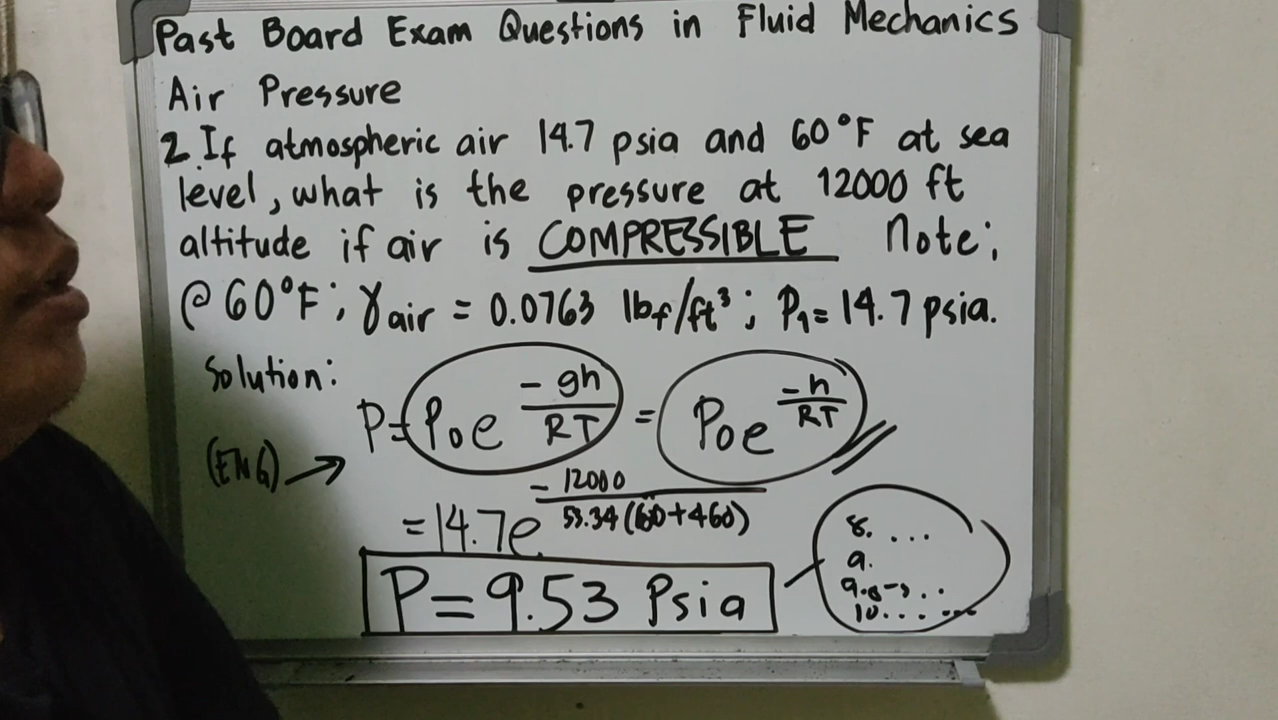 Past Board Exam Questions in Fluid Mechanics
Air Pressure
2. If atmospheric air 14.7 psia and 60°F at sea
level, what is the pressure at 12000 ft
altitude if air is COMPRESSIBLE Note;
@ 60°F; γair = 0.0763 lbf/ft³; P₁= 14.7 psia.
Solution:
P= Poe^(-gh/RT) = Poe^(-h/RT)
(ENG) →
= 14.7e^(-12000/53.34(60+460))
P= 9.53 Psia
8. ...
9.
10....